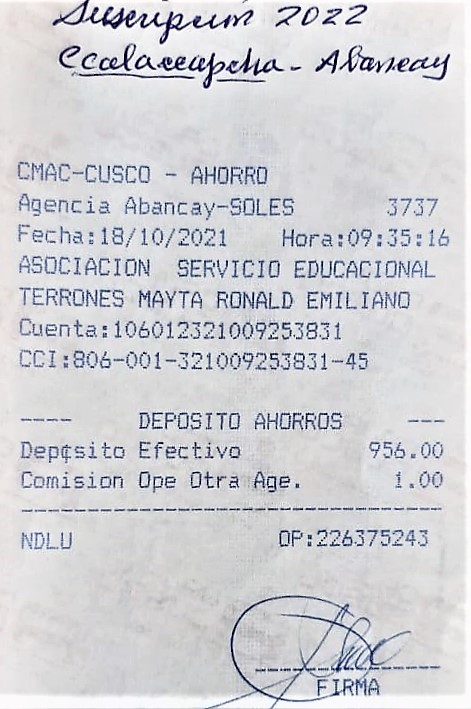 Suscripcion 2022
Ccalaccapcha - Abancay
CMAC-CUSCO - AHORRO
Agencia Abancay-SOLES 3737
Fecha:18/10/2021 Hora:09:35:16
ASOCIACION SERVICIO EDUCACIONAL
TERRONES MAYTA RONALD EMILIANO
Cuenta:106012321009253831
CCI:806-001-321009253831-45
---- DEPOSITO AHORROS ---
Depósito Efectivo 956.00
Comision Ope Otra Age. 1.00
NDLU OP:226375243
FIRMA